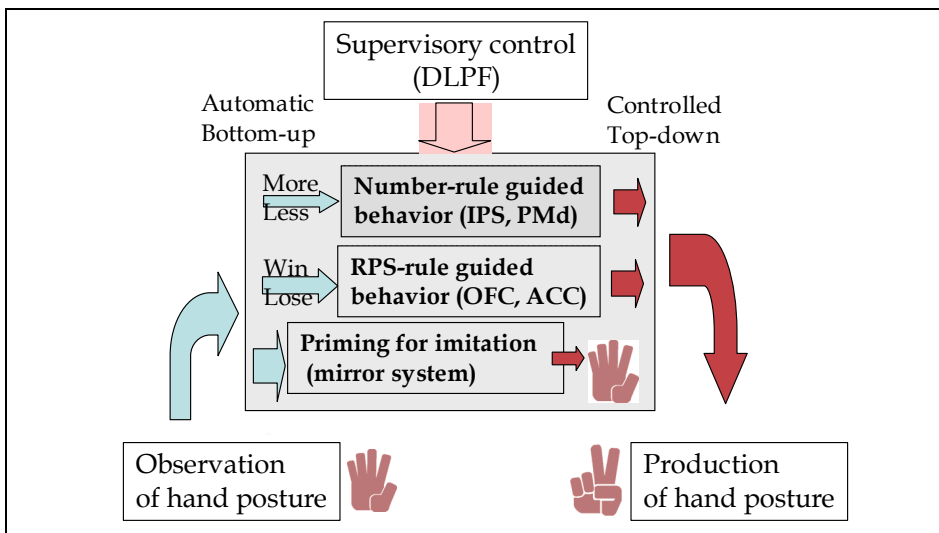 Supervisory control
(DLPF)
Automatic
Bottom-up
Controlled
Top-down
More
Less
Number-rule guided
behavior (IPS, PMd)
Win
Lose
RPS-rule guided
behavior (OFC, ACC)
Priming for imitation
(mirror system)
Observation
of hand posture
Production
of hand posture